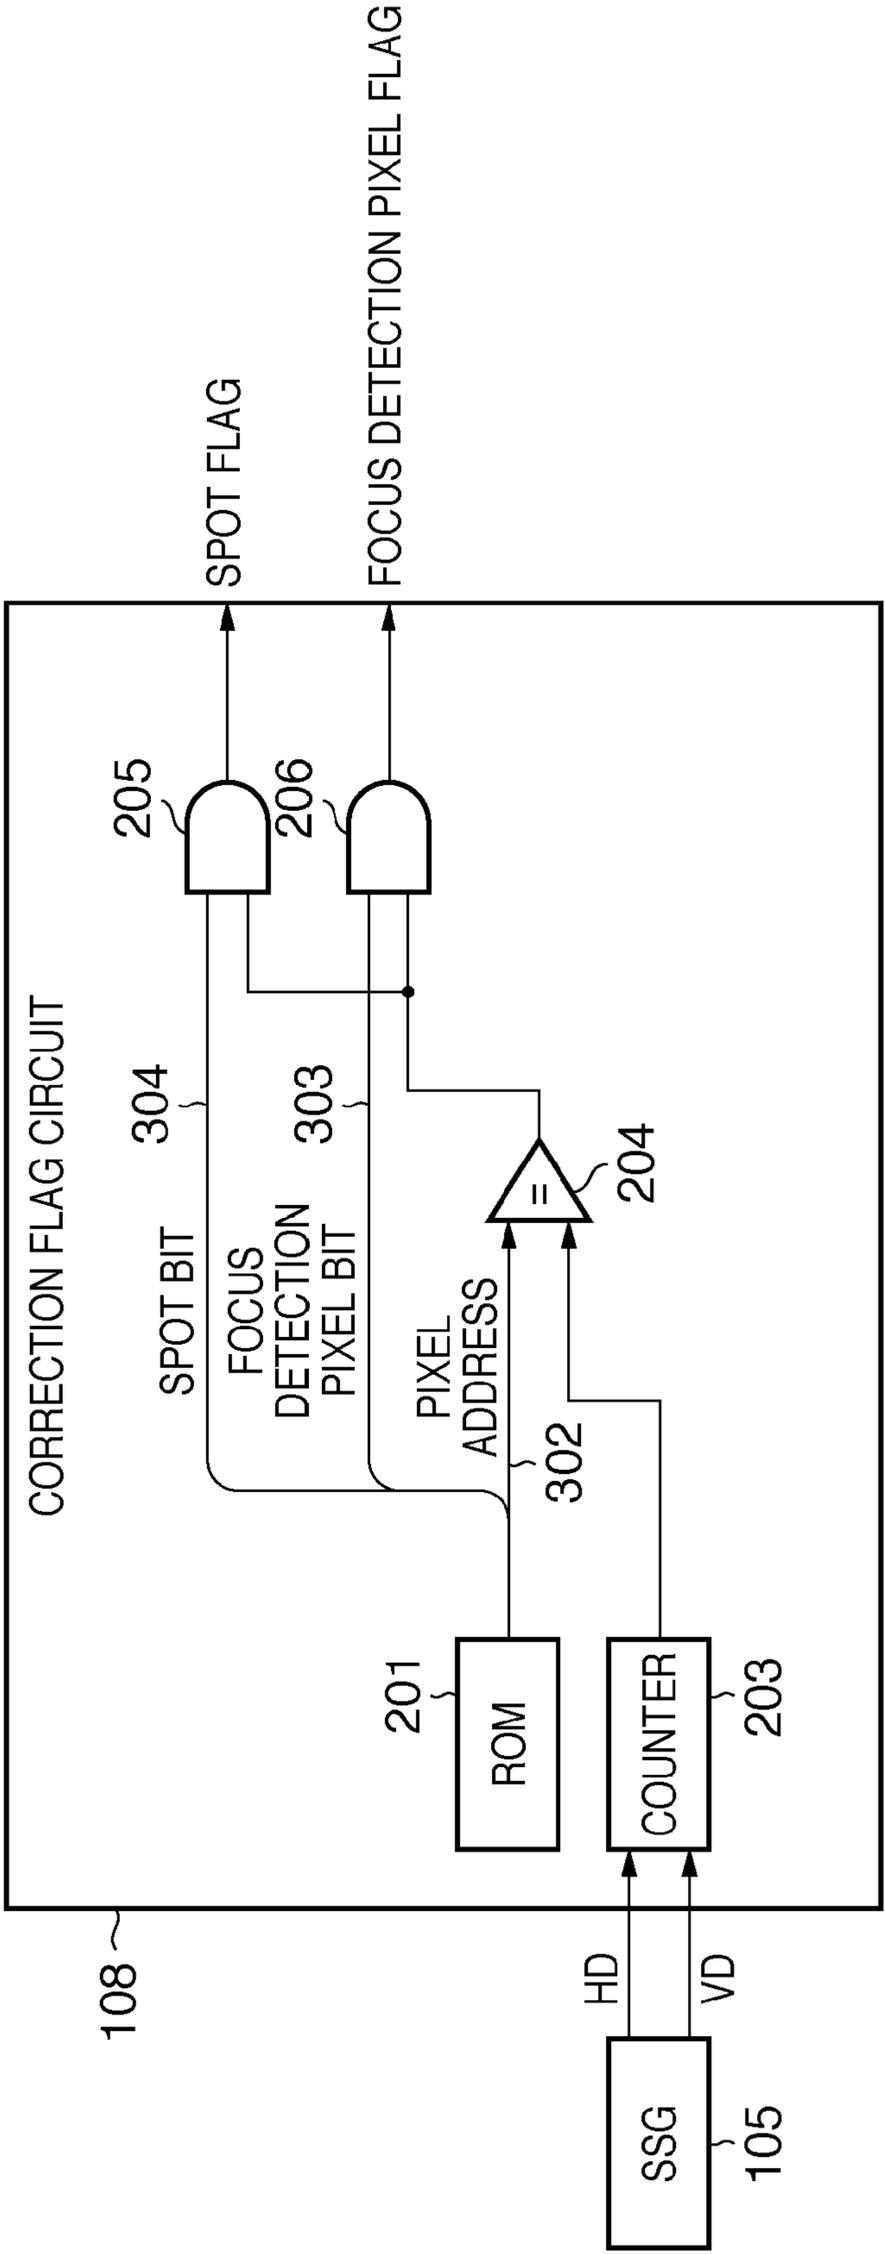 CORRECTION FLAG CIRCUIT
108
SPOT BIT
304
205
SPOT FLAG
FOCUS
DETECTION
PIXEL BIT
303
206
FOCUS DETECTION PIXEL FLAG
201
ROM
PIXEL
ADDRESS
302
=
204
SSG
105
HD
VD
COUNTER
203